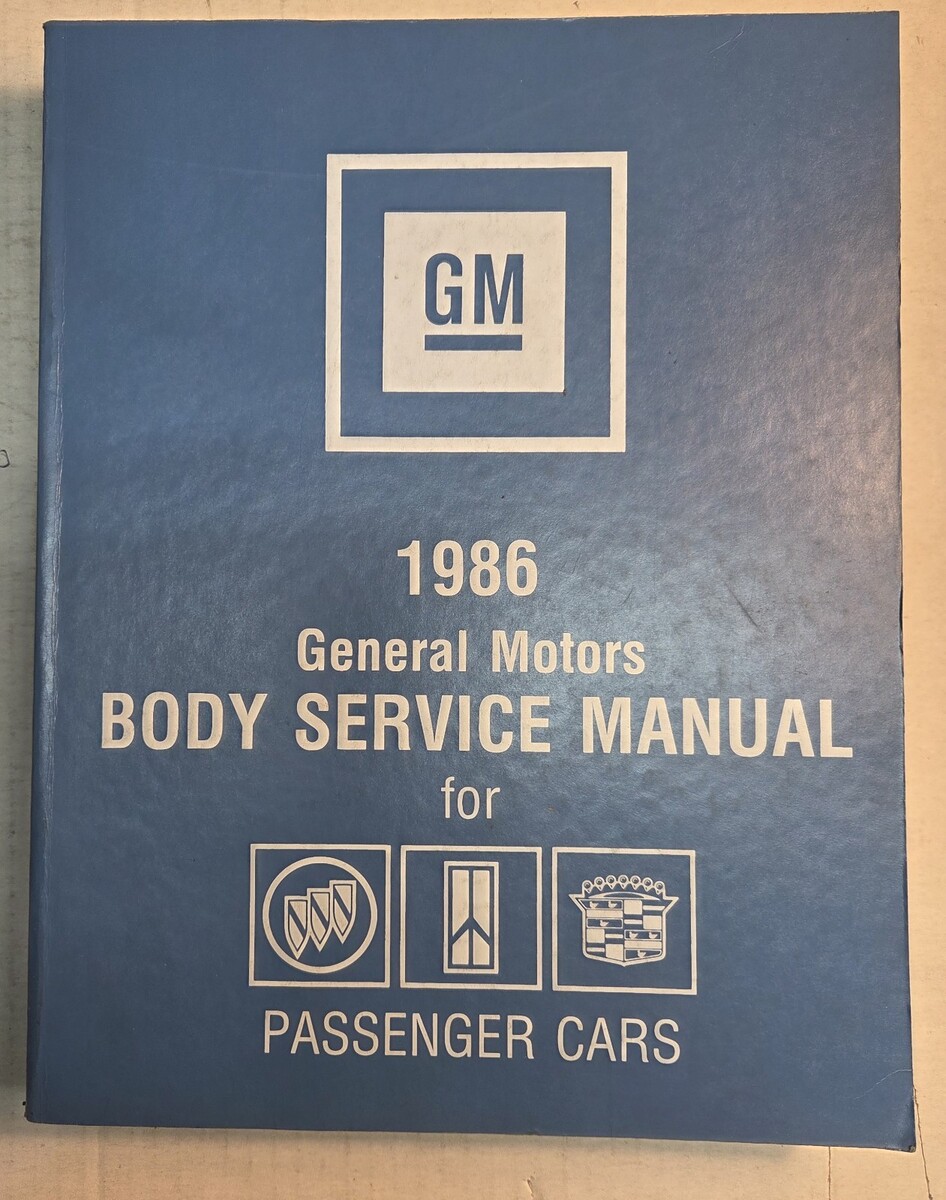 GM
1986
General Motors
BODY SERVICE MANUAL
for
PASSENGER CARS